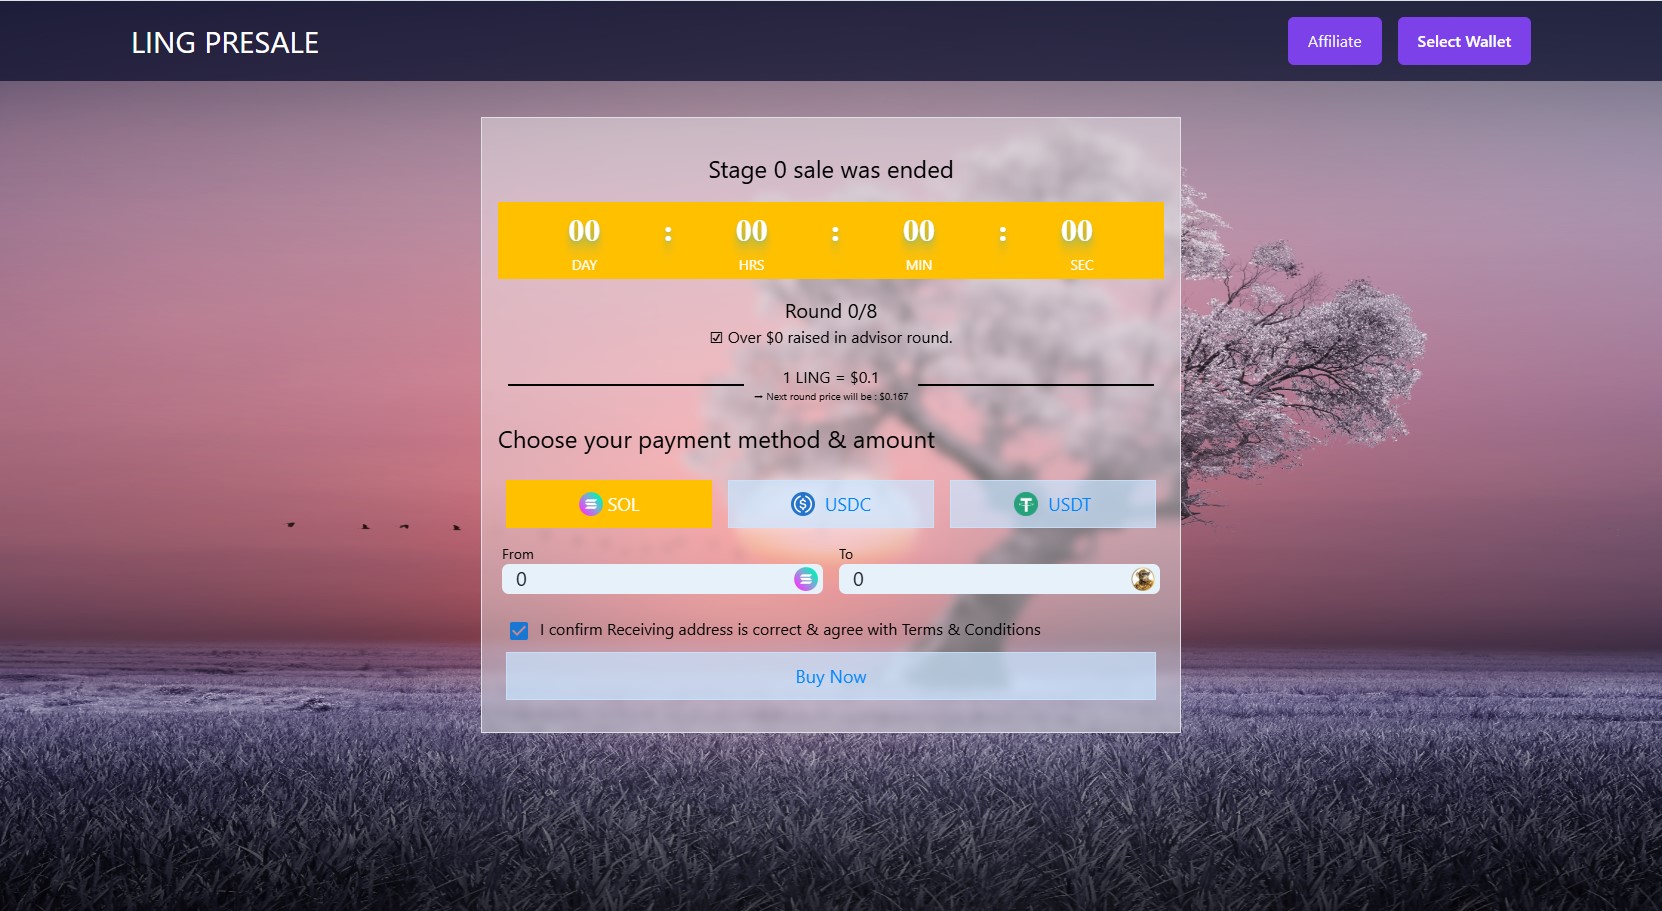 LING PRESALE
Affiliate
Select Wallet
Stage 0 sale was ended
00 : 00 : 00 : 00
DAY HRS MIN SEC
Round 0/8
☑ Over $0 raised in advisor round.
1 LING = $0.1
➞ Next round price will be : $0.167
Choose your payment method & amount
SOL
USDC
USDT
From
To
0
0
I confirm Receiving address is correct & agree with Terms & Conditions
Buy Now